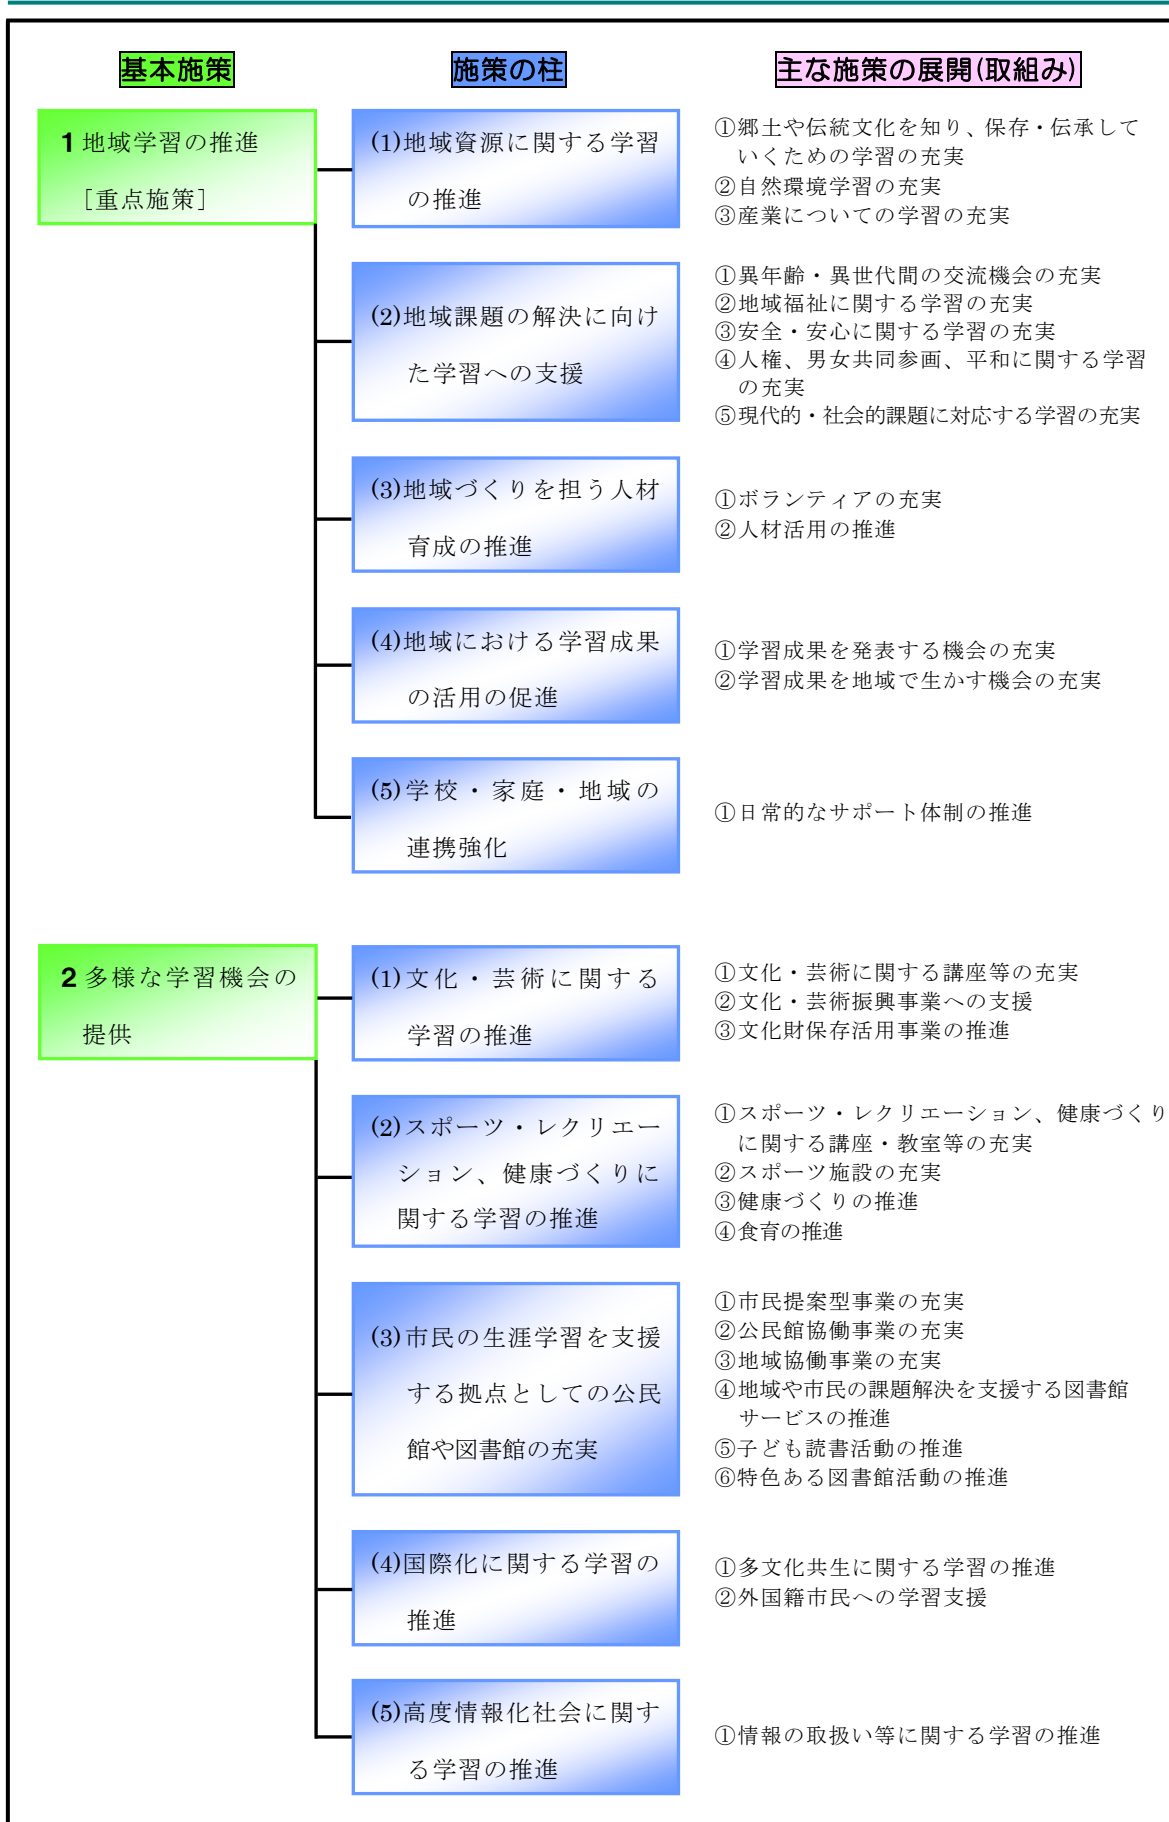 基本施策
施策の柱
主な施策の展開(取組み)
1 地域学習の推進
［重点施策］
(1)地域資源に関する学習
の推進
①郷土や伝統文化を知り、保存・伝承して
いくための学習の充実
②自然環境学習の充実
③産業についての学習の充実
(2)地域課題の解決に向け
た学習への支援
①異年齢・異世代間の交流機会の充実
②地域福祉に関する学習の充実
③安全・安心に関する学習の充実
④人権、男女共同参画、平和に関する学習
の充実
⑤現代的・社会的課題に対応する学習の充実
(3)地域づくりを担う人材
育成の推進
①ボランティアの充実
②人材活用の推進
(4)地域における学習成果
の活用の促進
①学習成果を発表する機会の充実
②学習成果を地域で生かす機会の充実
(5)学校・家庭・地域の
連携強化
①日常的なサポート体制の推進
2 多様な学習機会の
提供
(1)文化・芸術に関する
学習の推進
①文化・芸術に関する講座等の充実
②文化・芸術振興事業への支援
③文化財保存活用事業の推進
(2)スポーツ・レクリエー
ション、健康づくりに
関する学習の推進
①スポーツ・レクリエーション、健康づくり
に関する講座・教室等の充実
②スポーツ施設の充実
③健康づくりの推進
④食育の推進
(3)市民の生涯学習を支援
する拠点としての公民
館や図書館の充実
①市民提案型事業の充実
②公民館協働事業の充実
③地域協働事業の充実
④地域や市民の課題解決を支援する図書館
サービスの推進
⑤子ども読書活動の推進
⑥特色ある図書館活動の推進
(4)国際化に関する学習の
推進
①多文化共生に関する学習の推進
②外国籍市民への学習支援
(5)高度情報化社会に関す
る学習の推進
①情報の取扱い等に関する学習の推進